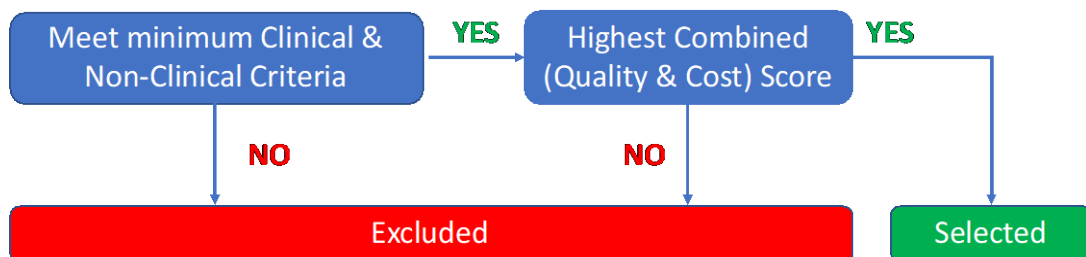 Meet minimum Clinical &
Non-Clinical Criteria
YES
Highest Combined
(Quality & Cost) Score
YES
NO
NO
Excluded
Selected